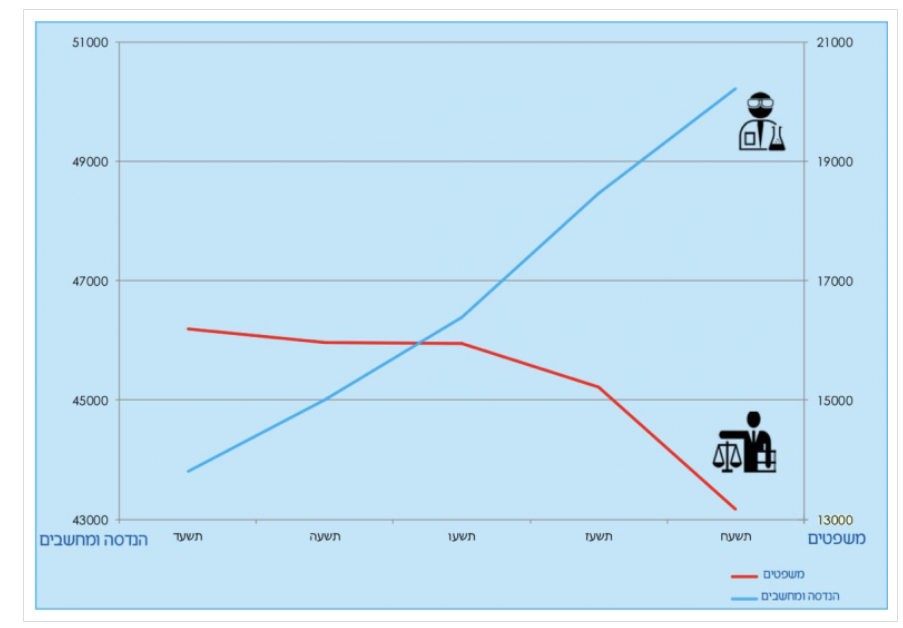 51000
21000
49000
19000
47000
17000
45000
15000
43000
13000
תשעד
תשעה
תשעו
תשעז
תשעח
הנדסה ומחשבים
משפטים
משפטים
הנדסה ומחשבים